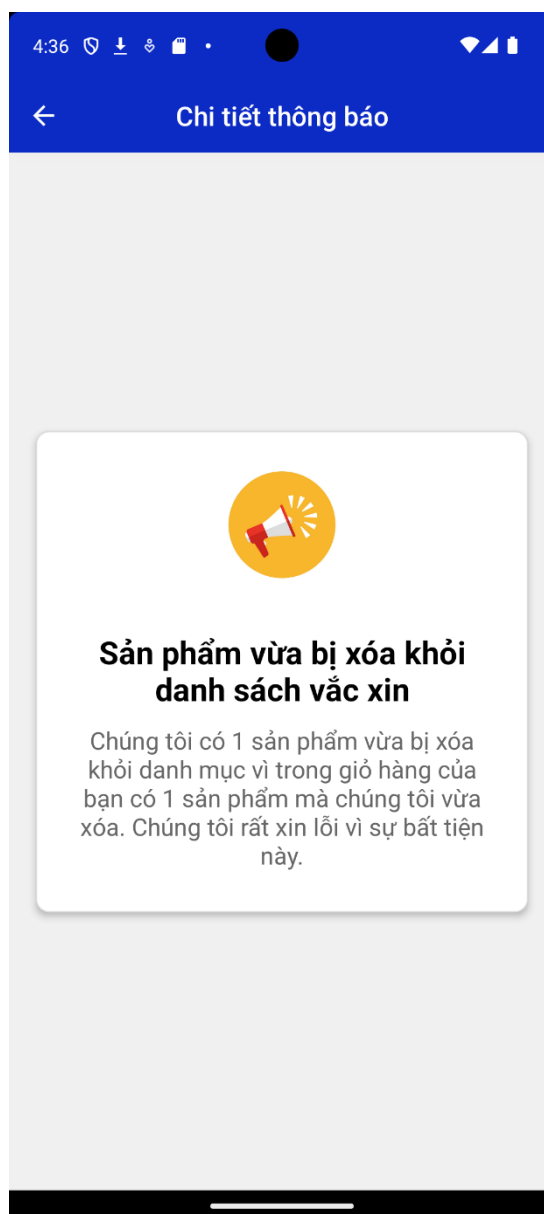 4:36
Chi tiết thông báo
Sản phẩm vừa bị xóa khỏi
danh sách vắc xin
Chúng tôi có 1 sản phẩm vừa bị xóa
khỏi danh mục vì trong giỏ hàng của
bạn có 1 sản phẩm mà chúng tôi vừa
xóa. Chúng tôi rất xin lỗi vì sự bất tiện
này.